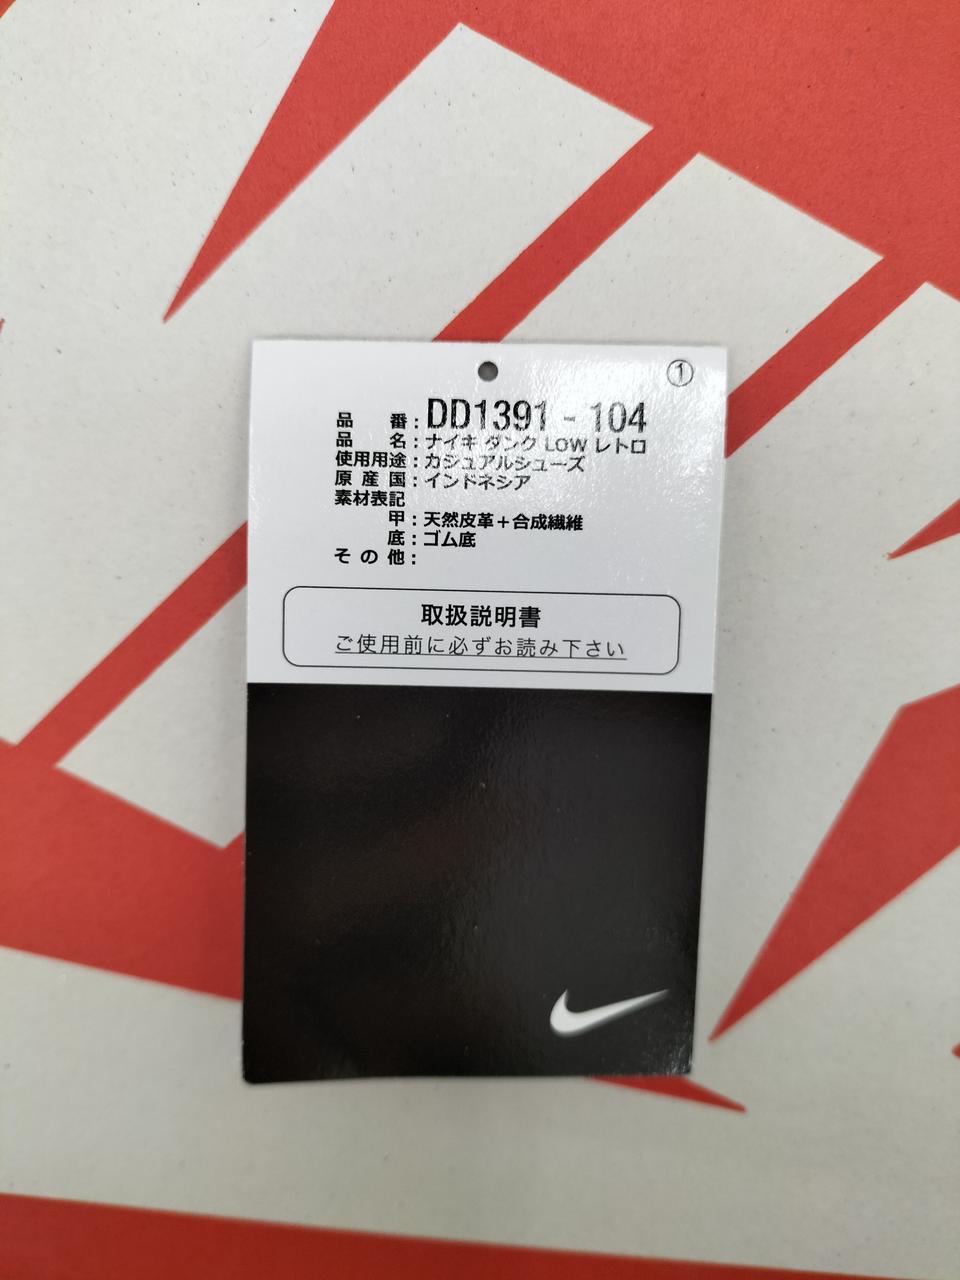 ①
品 番：DD1391 - 104
品 名：ナイキ ダンク LOW レトロ
使用用途：カジュアルシューズ
原 産 国：インドネシア
素材表記
甲：天然皮革＋合成繊維
底：ゴム底
そ の 他：
取扱説明書
ご使用前に必ずお読み下さい